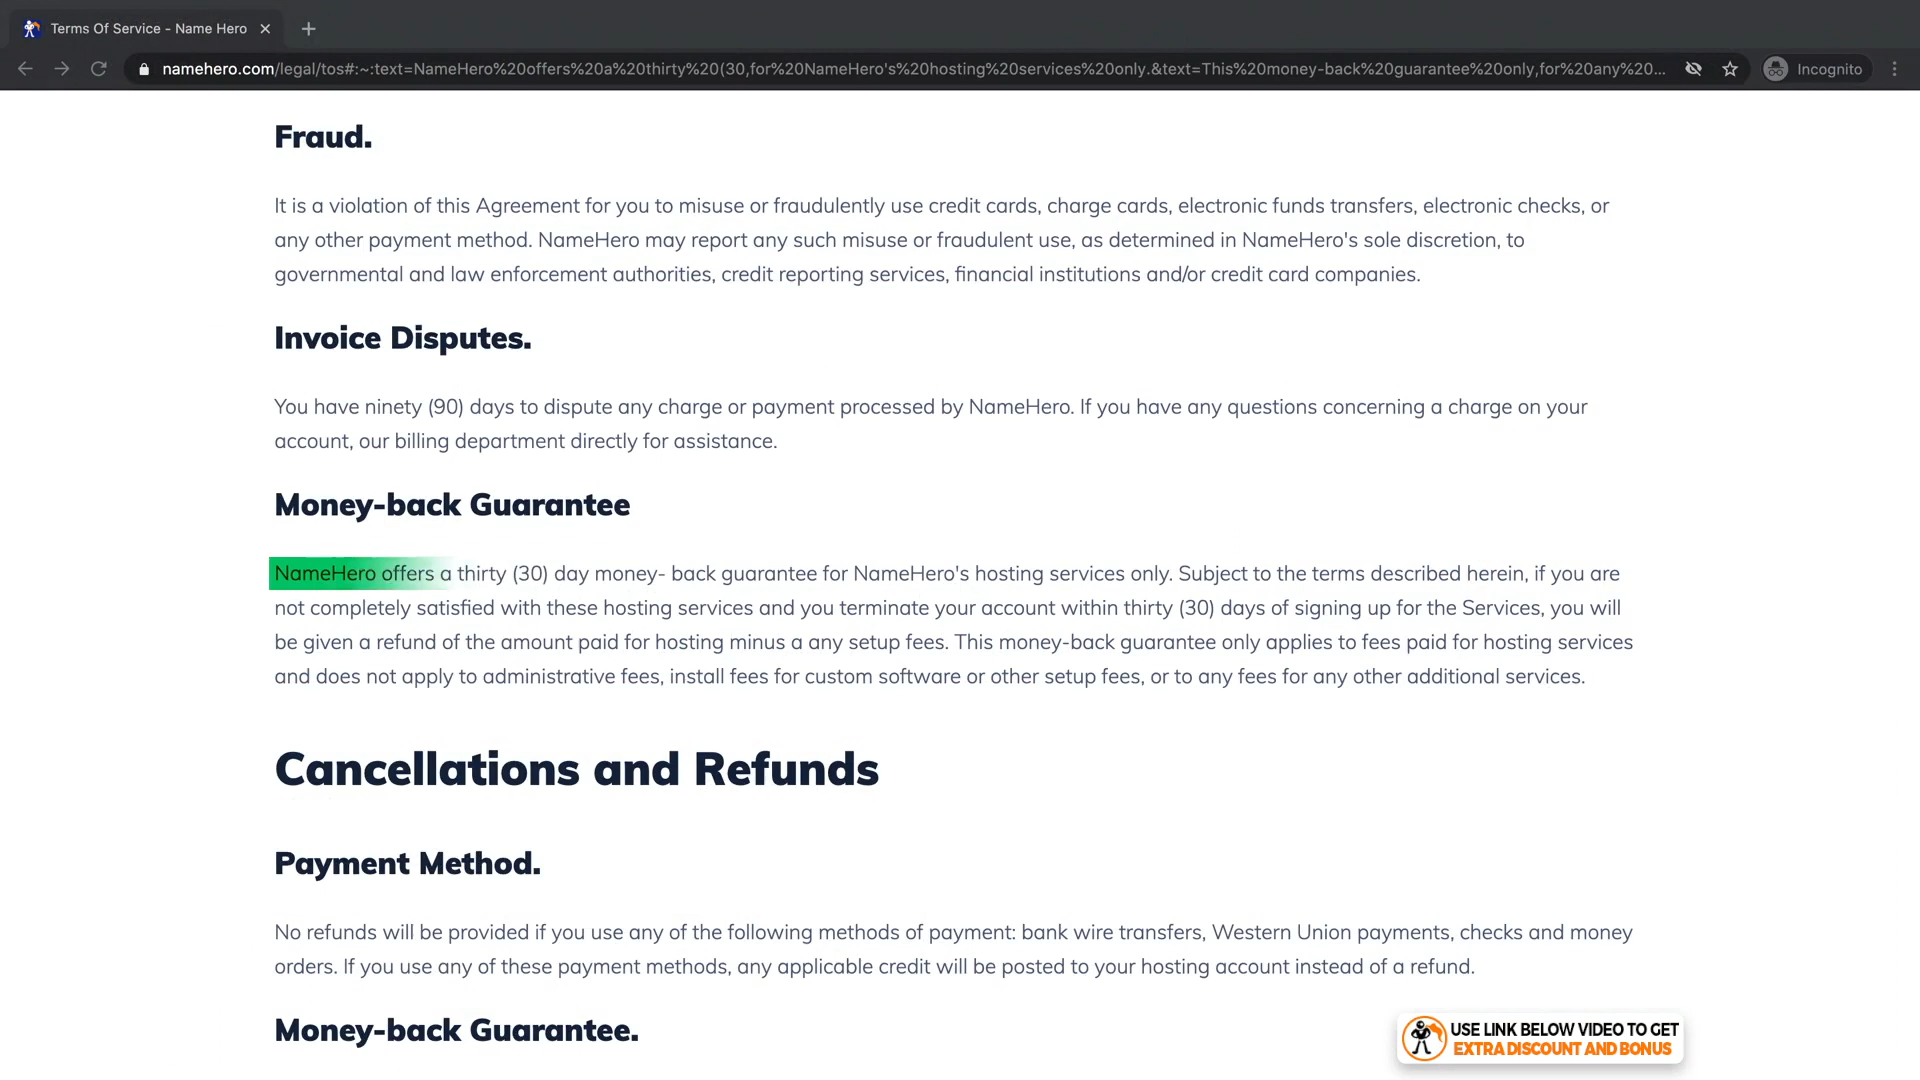 Terms Of Service - Name Hero
namehero.com/legal/tos#:~:text=NameHero%20offers%20a%20thirty%20(30,for%20NameHero's%20hosting%20services%20only.&text=This%20money-back%20guarantee%20only,for%20any%20...
Incognito
Fraud.
It is a violation of this Agreement for you to misuse or fraudulently use credit cards, charge cards, electronic funds transfers, electronic checks, or
any other payment method. NameHero may report any such misuse or fraudulent use, as determined in NameHero's sole discretion, to
governmental and law enforcement authorities, credit reporting services, financial institutions and/or credit card companies.
Invoice Disputes.
You have ninety (90) days to dispute any charge or payment processed by NameHero. If you have any questions concerning a charge on your
account, our billing department directly for assistance.
Money-back Guarantee
NameHero offers a thirty (30) day money- back guarantee for NameHero's hosting services only. Subject to the terms described herein, if you are
not completely satisfied with these hosting services and you terminate your account within thirty (30) days of signing up for the Services, you will
be given a refund of the amount paid for hosting minus a any setup fees. This money-back guarantee only applies to fees paid for hosting services
and does not apply to administrative fees, install fees for custom software or other setup fees, or to any fees for any other additional services.
Cancellations and Refunds
Payment Method.
No refunds will be provided if you use any of the following methods of payment: bank wire transfers, Western Union payments, checks and money
orders. If you use any of these payment methods, any applicable credit will be posted to your hosting account instead of a refund.
Money-back Guarantee.
USE LINK BELOW VIDEO TO GET
EXTRA DISCOUNT AND BONUS